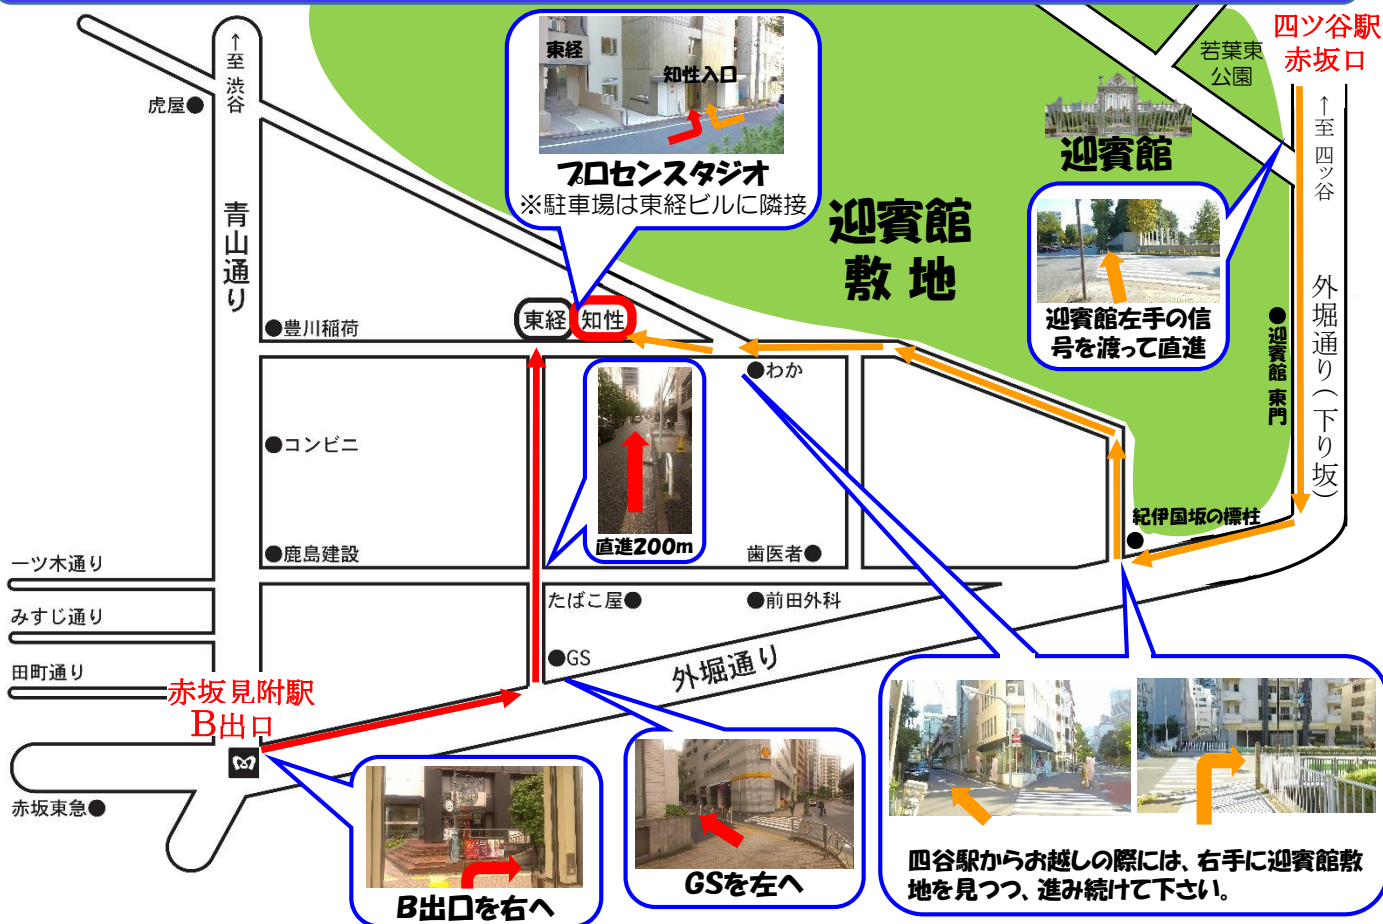 四ツ谷駅
赤坂口
↑至 四ッ谷
外堀通り(下り坂)
若葉東
公園
迎賓館
迎賓館
敷地
迎賓館左手の信
号を渡って直進
●迎賓館 東門
紀伊国坂の標柱
東経
知性入口
プロセンスタジオ
※駐車場は東経ビルに隣接
↑至 渋谷
虎屋●
青山通り
●豊川稲荷
東経
知性
●わか
●コンビニ
直進200m
●鹿島建設
歯医者●
一ツ木通り
みすじ通り
田町通り
たばこ屋●
●前田外科
●GS
外堀通り
赤坂見附駅
B出口
赤坂東急●
B出口を右へ
GSを左へ
四谷駅からお越しの際には、右手に迎賓館敷
地を見つつ、進み続けて下さい。